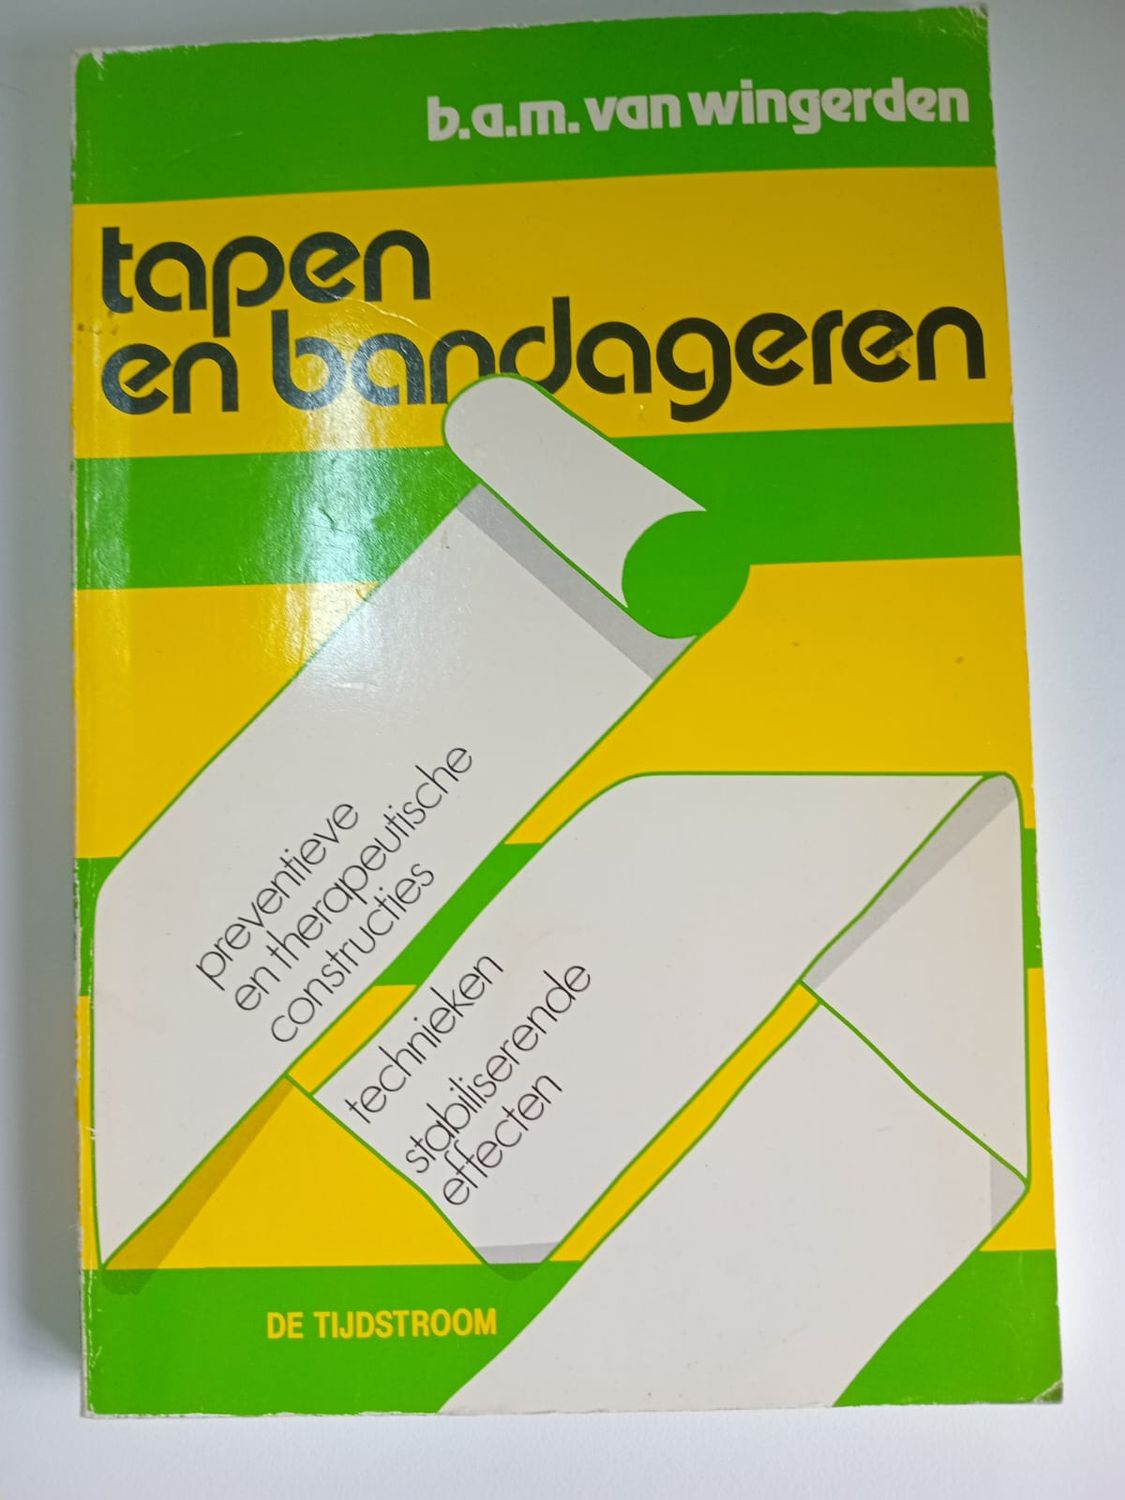 b.a.m. van wingerden
tapen
en bandageren
preventieve
en therapeutische
constructies
technieken
stabiliserende
effecten
DE TIJDSTROOM